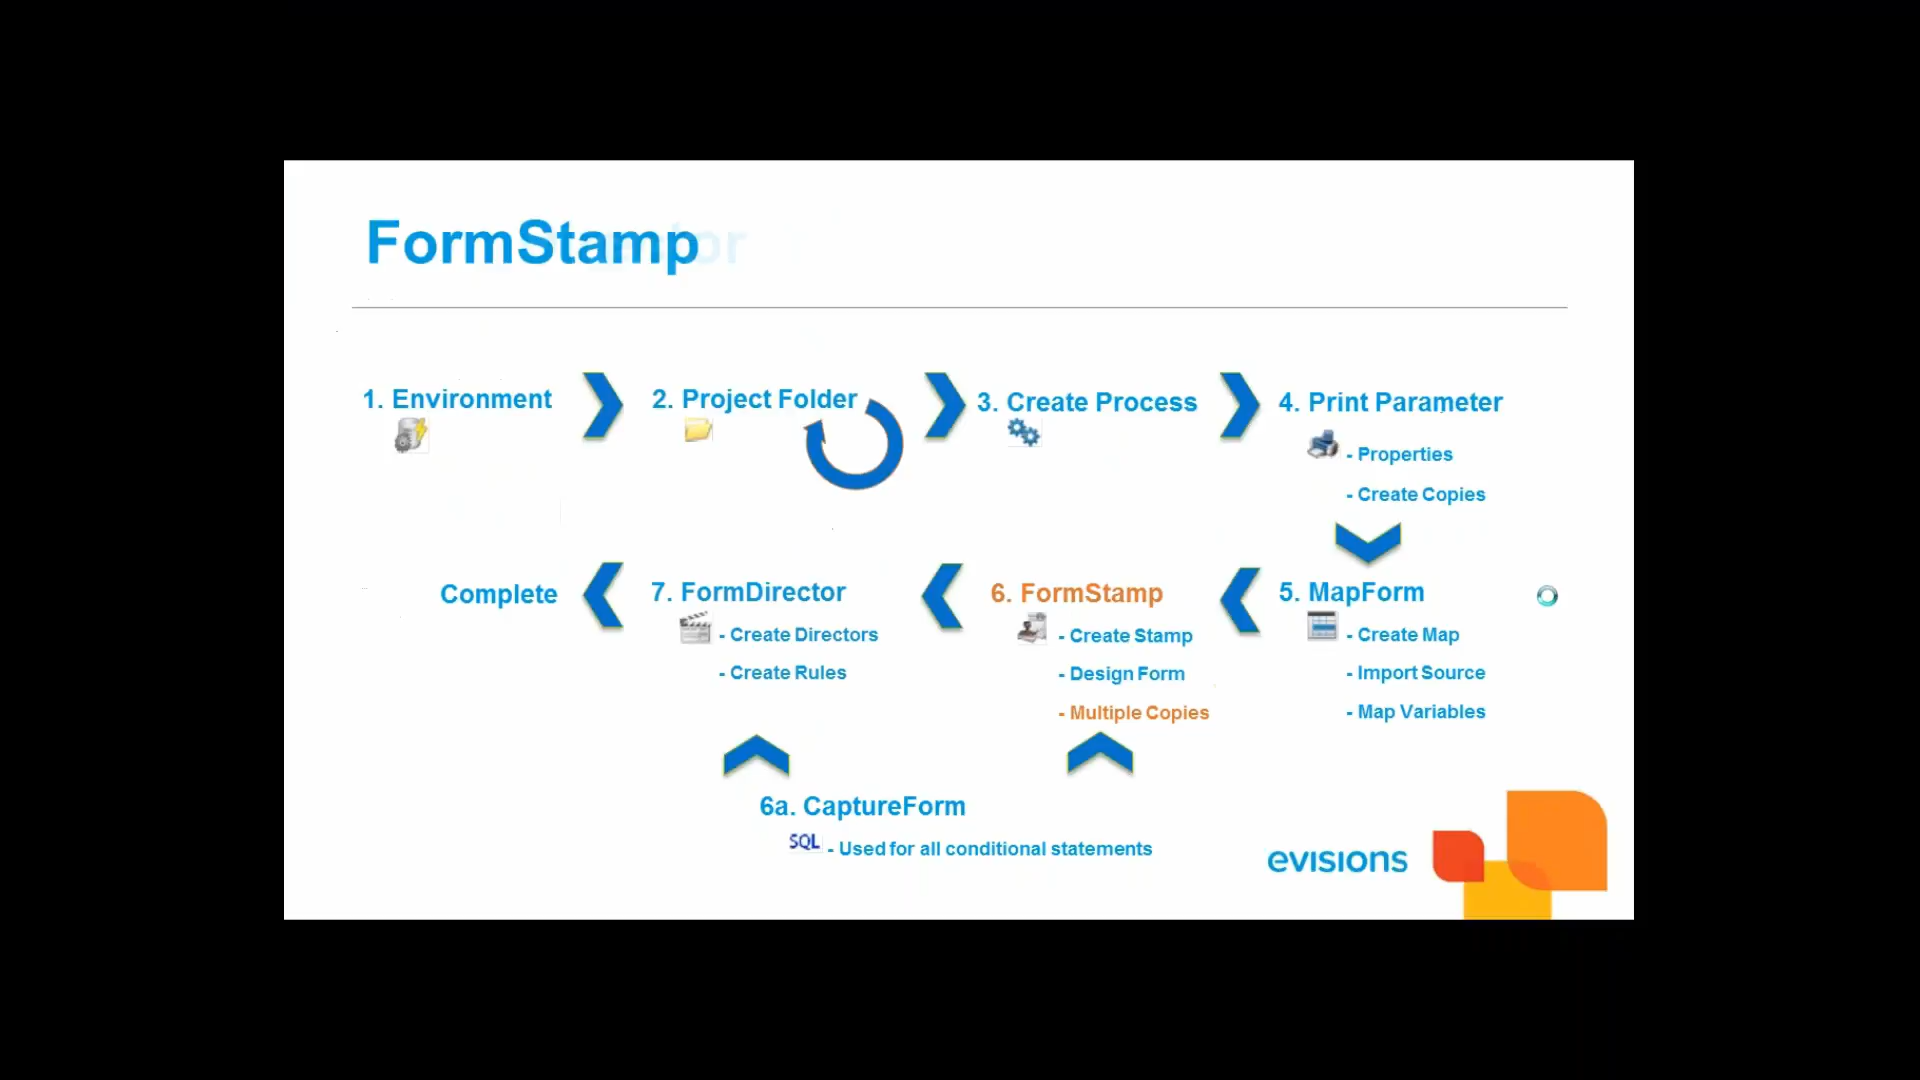 FormStamp
1. Environment
2. Project Folder
3. Create Process
4. Print Parameter
- Properties
- Create Copies
Complete
7. FormDirector
- Create Directors
- Create Rules
6. FormStamp
- Create Stamp
- Design Form
- Multiple Copies
5. MapForm
- Create Map
- Import Source
- Map Variables
6a. CaptureForm
SQL - Used for all conditional statements
evisions